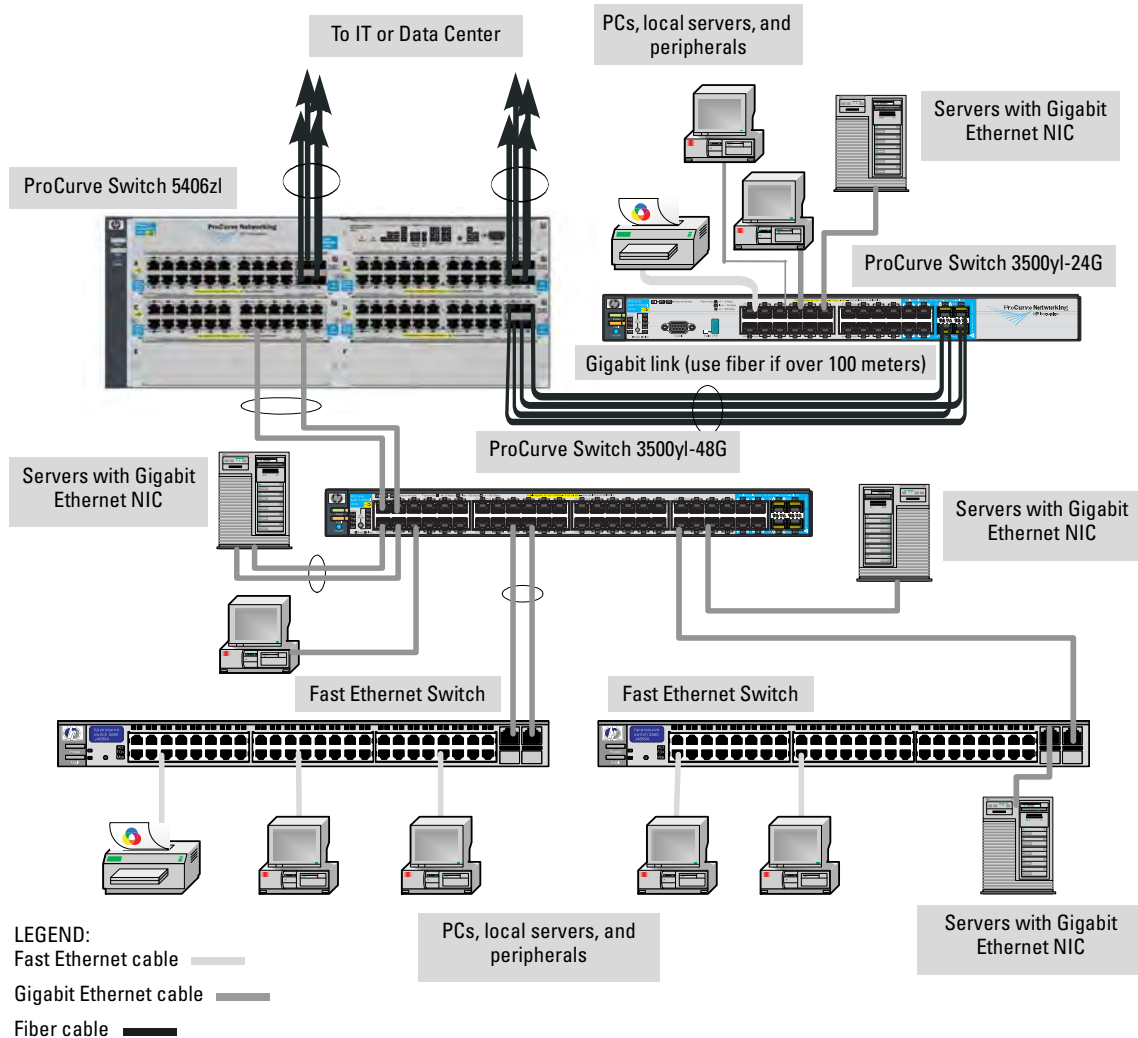 To IT or Data Center
PCs, local servers, and
peripherals
Servers with Gigabit
Ethernet NIC
ProCurve Switch 5406zl
ProCurve Networking
ProCurve Switch 3500yl-24G
ProCurve Networking
HP Innovation
Gigabit link (use fiber if over 100 meters)
ProCurve Switch 3500yl-48G
Servers with Gigabit
Ethernet NIC
Servers with Gigabit
Ethernet NIC
Fast Ethernet Switch
Fast Ethernet Switch
PCs, local servers, and
peripherals
Servers with Gigabit
Ethernet NIC
LEGEND:
Fast Ethernet cable
Gigabit Ethernet cable
Fiber cable